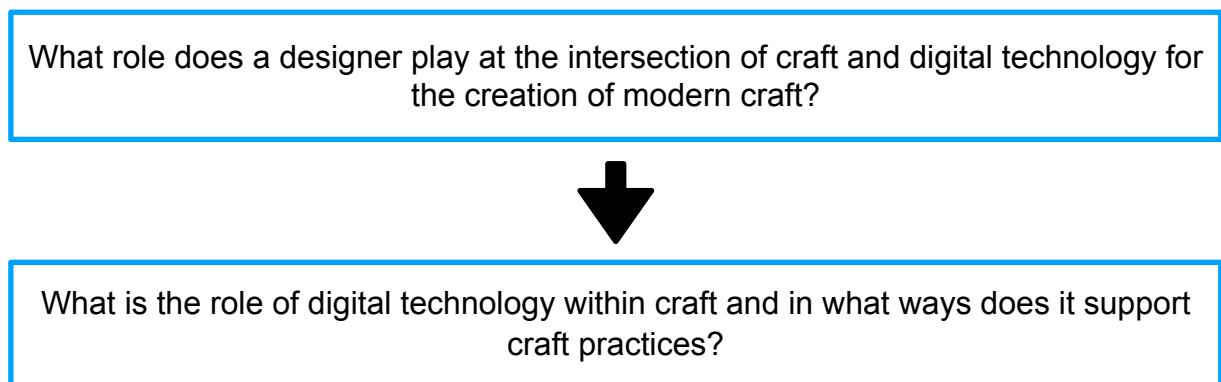 What role does a designer play at the intersection of craft and digital technology for
the creation of modern craft?
What is the role of digital technology within craft and in what ways does it support
craft practices?